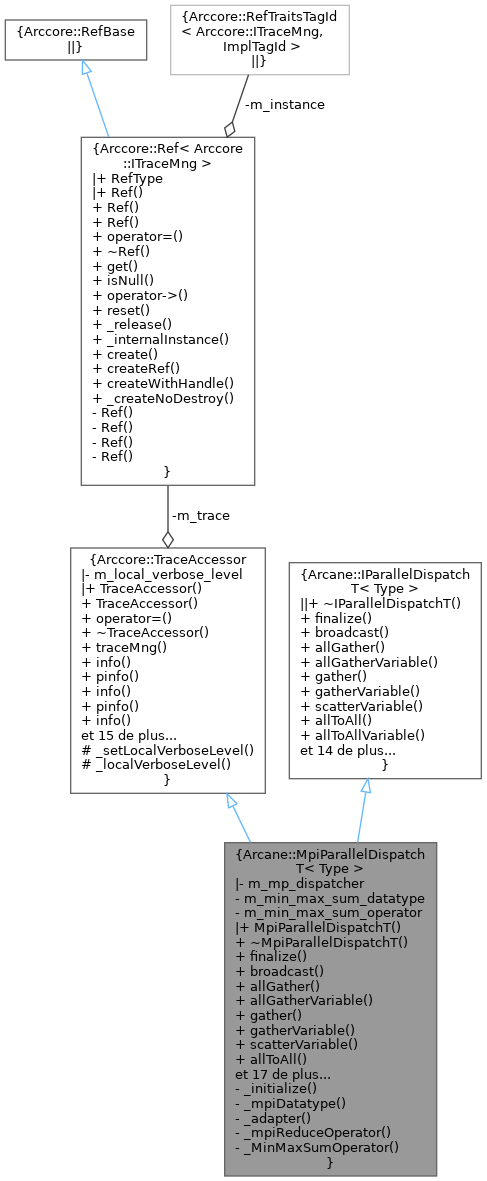 {Arccore::RefBase
||}
{Arccore::RefTraitsTagId
< Arccore::ITraceMng,
ImplTagId >
||}
-m_instance
{Arccore::Ref< Arccore
::ITraceMng >
|+ RefType
|+ Ref()
+ Ref()
+ Ref()
+ operator=()
+ ~Ref()
+ get()
+ isNull()
+ operator->()
+ reset()
+ _release()
+ _internalInstance()
+ create()
+ createRef()
+ createWithHandle()
+ _createNoDestroy()
- Ref()
- Ref()
- Ref()
- Ref()
}
-m_trace
{Arccore::TraceAccessor
|- m_local_verbose_level
|+ TraceAccessor()
+ TraceAccessor()
+ operator=()
+ ~TraceAccessor()
+ traceMng()
+ info()
+ pinfo()
+ info()
+ pinfo()
+ info()
et 15 de plus...
# _setLocalVerboseLevel()
# _localVerboseLevel()
}
{Arcane::IParallelDispatch
T< Type >
||+ ~IParallelDispatchT()
+ finalize()
+ broadcast()
+ allGather()
+ allGatherVariable()
+ gather()
+ gatherVariable()
+ scatterVariable()
+ allToAll()
+ allToAllVariable()
et 14 de plus...
}
{Arcane::MpiParallelDispatch
T< Type >
|- m_mp_dispatcher
- m_min_max_sum_datatype
- m_min_max_sum_operator
|+ MpiParallelDispatchT()
+ ~MpiParallelDispatchT()
+ finalize()
+ broadcast()
+ allGather()
+ allGatherVariable()
+ gather()
+ gatherVariable()
+ scatterVariable()
+ allToAll()
et 17 de plus...
- _initialize()
- _mpiDatatype()
- _adapter()
- _mpiReduceOperator()
- _MinMaxSumOperator()
}